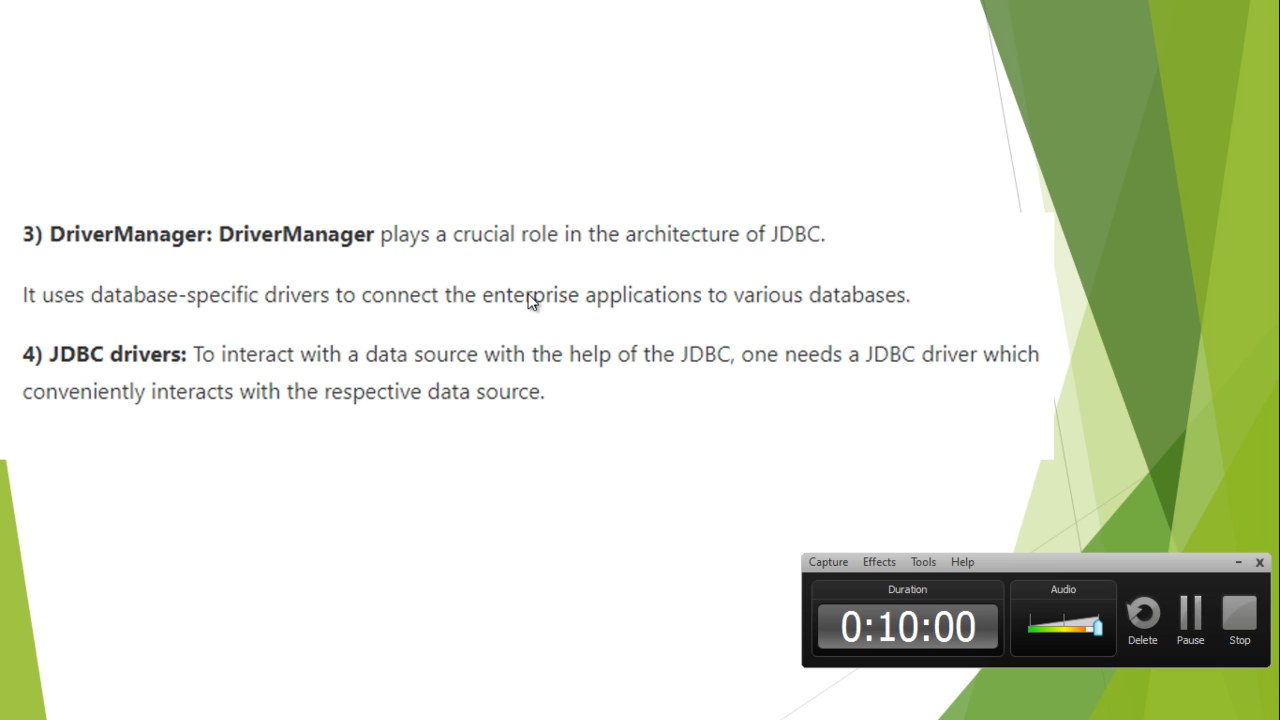 3) DriverManager: DriverManager plays a crucial role in the architecture of JDBC.
It uses database-specific drivers to connect the enterprise applications to various databases.
4) JDBC drivers: To interact with a data source with the help of the JDBC, one needs a JDBC driver which
conveniently interacts with the respective data source.
Capture Effects Tools Help
Duration
Audio
0:10:00
Delete Pause Stop